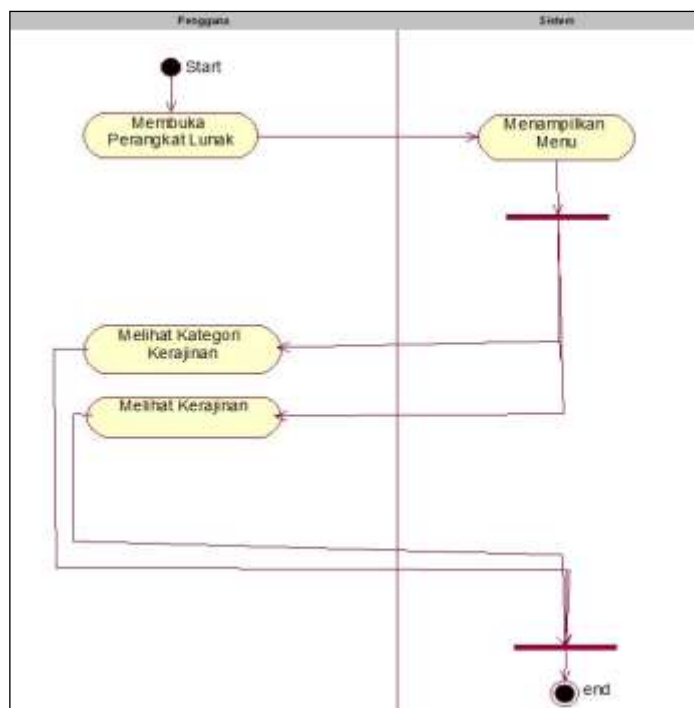 Pengguna
Sistem
Start
Membuka
Perangkat Lunak
Menampilkan
Menu
Melihat Kategori
Kerajinan
Melihat Kerajinan
end